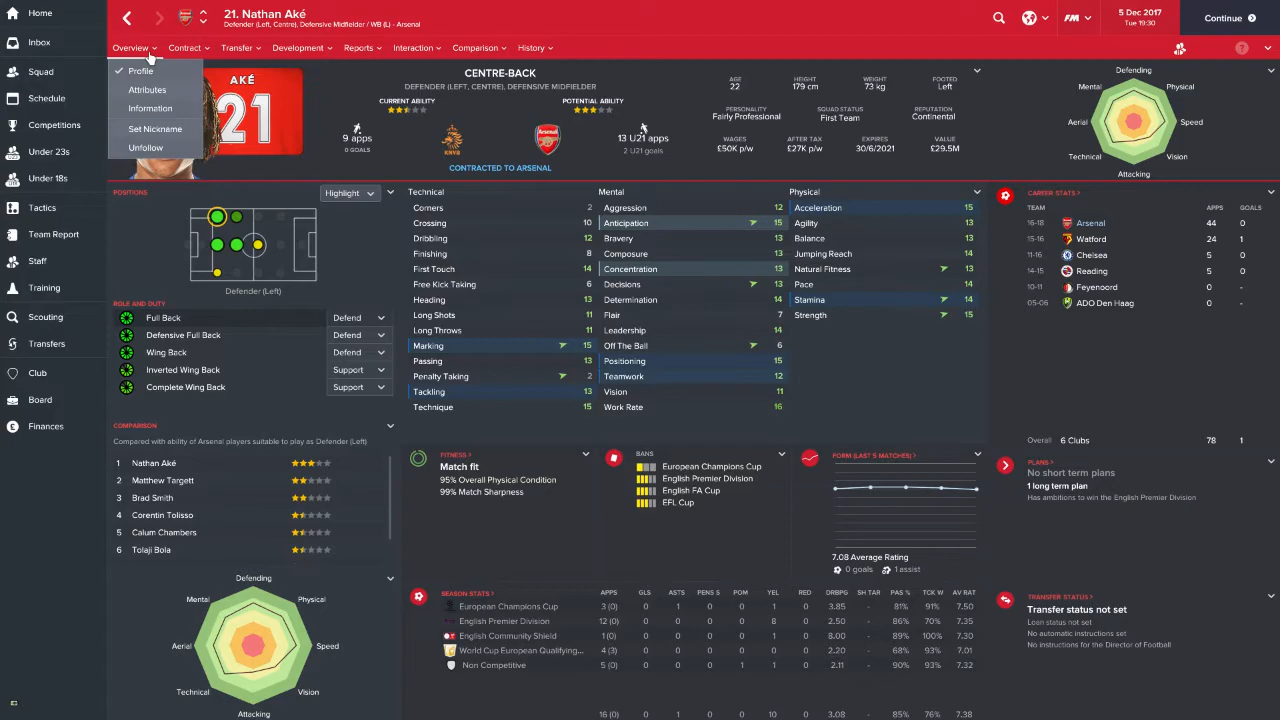 Home
Inbox
Squad
Schedule
Competitions
Under 23s
Under 18s
Tactics
Team Report
Staff
Training
Scouting
Transfers
Club
Board
Finances
21. Nathan Aké
Defender (Left, Centre), Defensive Midfielder / WB (L) - Arsenal
FM
5 Dec 2017
Tue 19:30
Continue
Overview Contract Transfer Development Reports Interaction Comparison History
Profile
Attributes
Information
Set Nickname
Unfollow
AKÉ
21
CENTRE-BACK
DEFENDER (LEFT, CENTRE), DEFENSIVE MIDFIELDER
CURRENT ABILITY
POTENTIAL ABILITY
9 apps
0 GOALS
KNVB
Arsenal
13 U21 apps
2 U21 goals
CONTRACTED TO ARSENAL
AGE HEIGHT WEIGHT FOOTED
22 179 cm 73 kg Left
PERSONALITY SQUAD STATUS REPUTATION
Fairly Professional First Team Continental
WAGES AFTER TAX EXPIRES VALUE
£50K p/w £27K p/w 30/6/2021 £29.5M
Defending
Mental Physical
Aerial Speed
Technical Vision
Attacking
POSITIONS
Highlight
Defender (Left)
ROLE AND DUTY
Full Back Defend
Defensive Full Back Defend
Wing Back Defend
Inverted Wing Back Support
Complete Wing Back Support
COMPARISON
Compared with ability of Arsenal players suitable to play as Defender (Left)
1 Nathan Aké
2 Matthew Targett
3 Brad Smith
4 Corentin Tolisso
5 Calum Chambers
6 Tolaji Bola
Defending
Mental Physical
Aerial Speed
Technical Vision
Attacking
Technical
Corners 2
Crossing 10
Dribbling 12
Finishing 8
First Touch 14
Free Kick Taking 6
Heading 13
Long Shots 11
Long Throws 11
Marking 15
Passing 13
Penalty Taking 2
Tackling 13
Technique 15
Mental
Aggression 12
Anticipation 15
Bravery 13
Composure 13
Concentration 13
Decisions 13
Determination 14
Flair 7
Leadership 14
Off The Ball 6
Positioning 15
Teamwork 12
Vision 11
Work Rate 16
Physical
Acceleration 15
Agility 13
Balance 13
Jumping Reach 14
Natural Fitness 13
Pace 14
Stamina 14
Strength 15
CAREER STATS >
TEAM APPS GOALS
16-18 Arsenal 44 0
15-16 Watford 24 1
11-16 Chelsea 5 0
14-15 Reading 5 0
10-11 Feyenoord 0 -
05-06 ADO Den Haag 0 -
Overall 6 Clubs 78 1
FITNESS >
Match fit
95% Overall Physical Condition
99% Match Sharpness
BANS
European Champions Cup
English Premier Division
English FA Cup
EFL Cup
FORM (LAST 5 MATCHES) >
7.08 Average Rating
0 goals 1 assist
PLANS >
No short term plans
1 long term plan
Has ambitions to win the English Premier Division
SEASON STATS > APPS GLS ASTS PENS S POM YEL RED DRBPG SH TAR PAS % TCK W AV RAT
European Champions Cup 3 (0) 0 1 0 0 1 0 3.85 - 81% 91% 7.50
English Premier Division 12 (0) 0 0 0 0 8 0 2.50 - 86% 70% 7.35
English Community Shield 1 (0) 0 0 0 0 1 0 8.00 - 89% 100% 7.30
World Cup European Qualifying... 4 (3) 0 0 0 0 0 0 2.20 - 68% 93% 7.01
Non Competitive 5 (0) 0 0 0 1 1 0 2.11 - 90% 93% 7.32
16 (0) 0 1 0 0 10 0 3.08 - 85% 76% 7.38
TRANSFER STATUS >
Transfer status not set
Loan status not set
No automatic instructions set
No instructions for the Director of Football